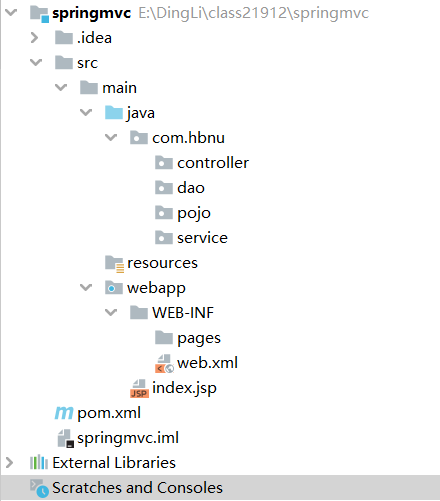 springmvc E:\DingLi\class21912\springmvc
.idea
src
main
java
com.hbnu
controller
dao
pojo
service
resources
webapp
WEB-INF
pages
web.xml
JSP index.jsp
m pom.xml
springmvc.iml
External Libraries
Scratches and Consoles